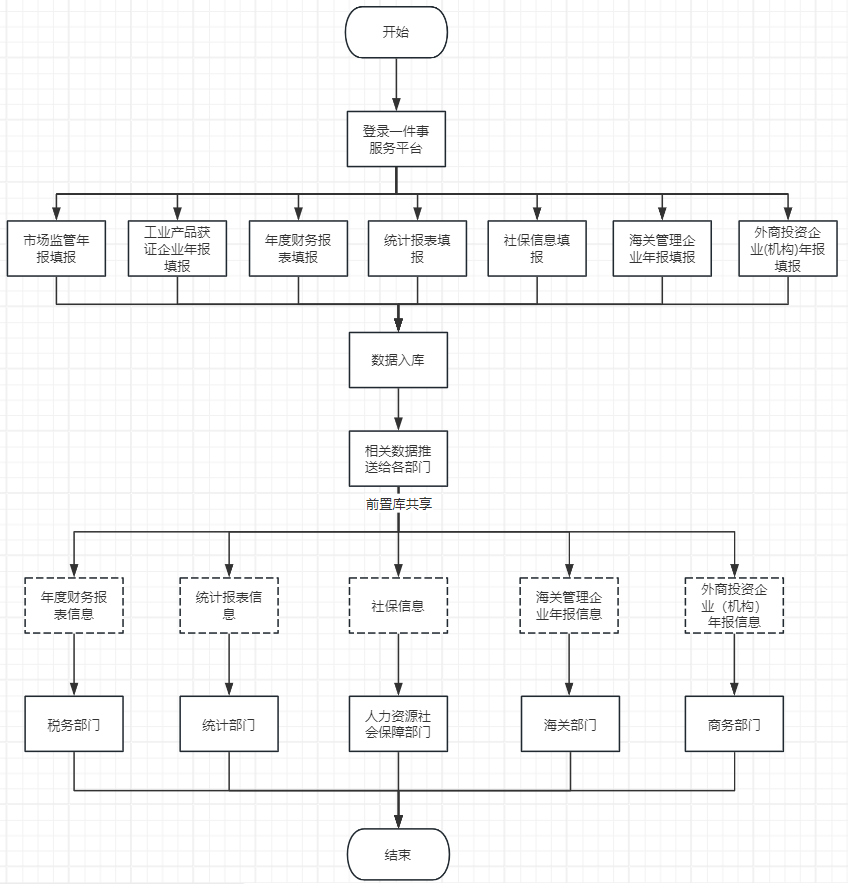 开始
登录一件事
服务平台
市场监管年
报填报
工业产品获
证企业年报
填报
年度财务报
表填报
统计报表填
报
社保信息填
报
海关管理企
业年报填报
外商投资企
业(机构)年报
填报
数据入库
相关数据推
送给各部门
前置库共享
年度财务报
表信息
统计报表信
息
社保信息
海关管理企
业年报信息
外商投资企
业（机构）
年报信息
税务部门
统计部门
人力资源社
会保障部门
海关部门
商务部门
结束